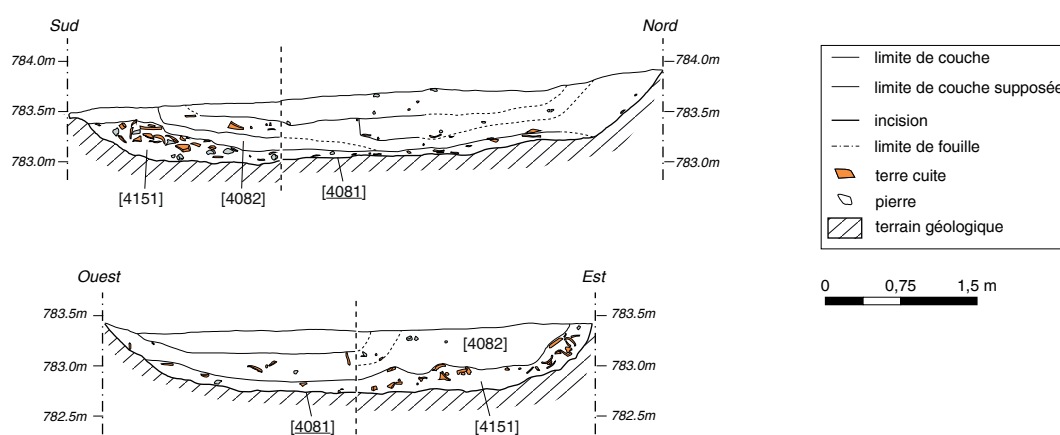 Sud
Nord
784.0m
784.0m
783.5m
783.5m
783.0m
783.0m
[4151]
[4082]
[4081]
Ouest
Est
783.5m
783.5m
[4082]
783.0m
783.0m
782.5m
782.5m
[4081]
[4151]
limite de couche
limite de couche supposée
incision
limite de fouille
terre cuite
pierre
terrain géologique
0 0,75 1,5 m